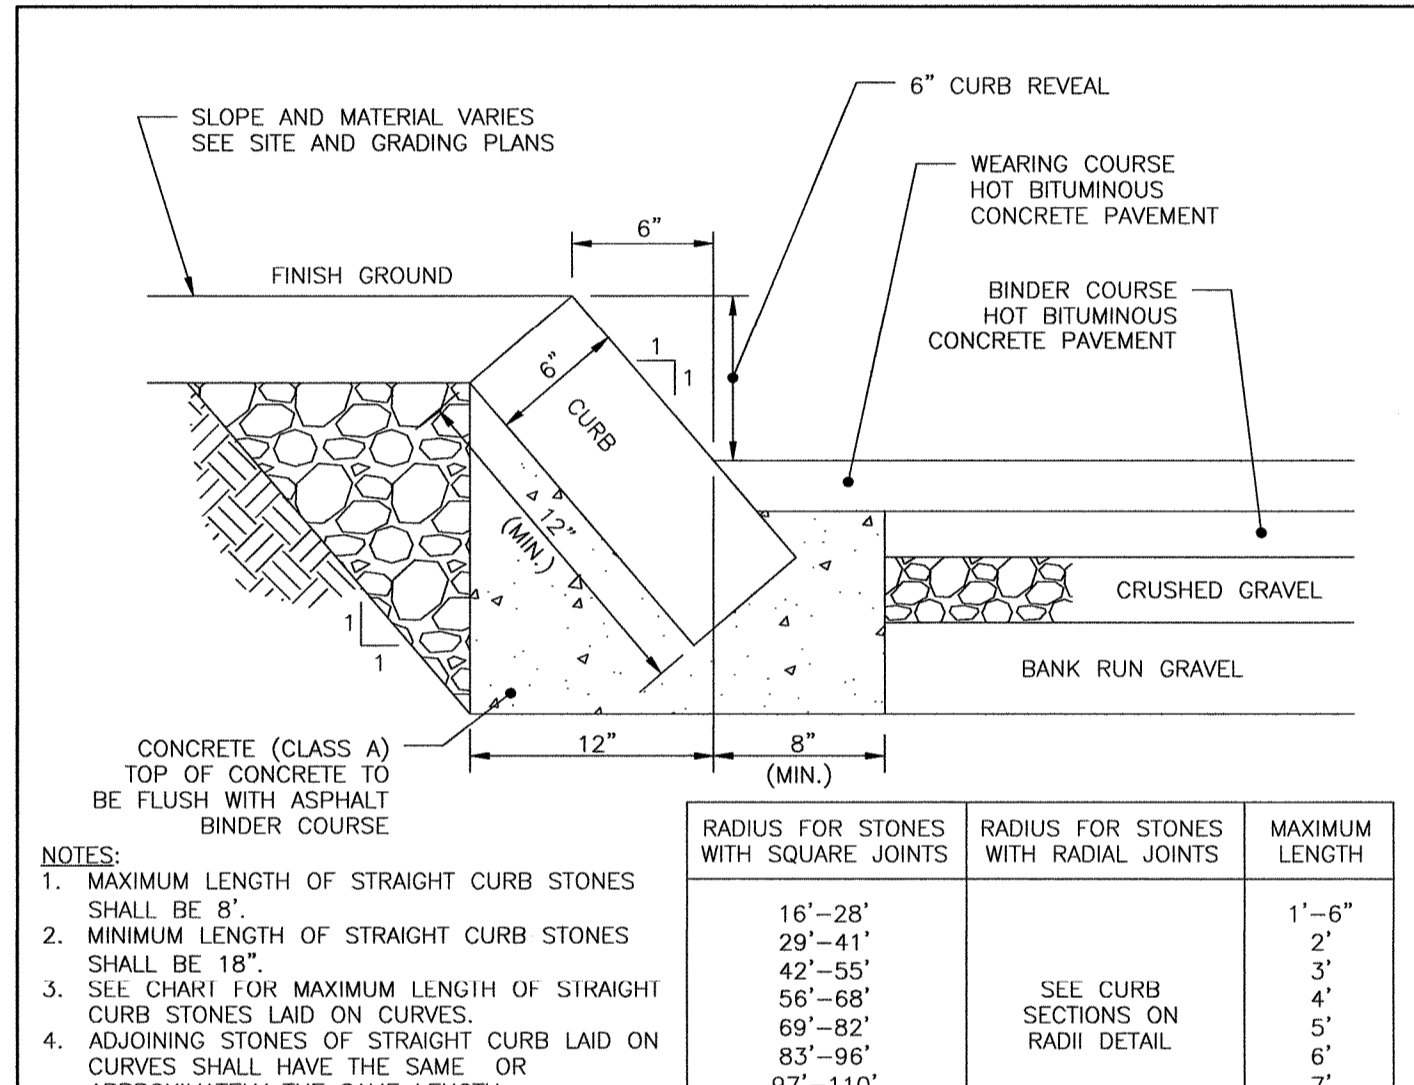 6" CURB REVEAL
SLOPE AND MATERIAL VARIES
SEE SITE AND GRADING PLANS
WEARING COURSE
HOT BITUMINOUS
CONCRETE PAVEMENT
6"
FINISH GROUND
BINDER COURSE
HOT BITUMINOUS
CONCRETE PAVEMENT
6"
1
1
CURB
12"
(MIN.)
CRUSHED GRAVEL
1
1
BANK RUN GRAVEL
12"
8"
(MIN.)
CONCRETE (CLASS A)
TOP OF CONCRETE TO
BE FLUSH WITH ASPHALT
BINDER COURSE
NOTES:
1. MAXIMUM LENGTH OF STRAIGHT CURB STONES
SHALL BE 8'.
2. MINIMUM LENGTH OF STRAIGHT CURB STONES
SHALL BE 18".
3. SEE CHART FOR MAXIMUM LENGTH OF STRAIGHT
CURB STONES LAID ON CURVES.
4. ADJOINING STONES OF STRAIGHT CURB LAID ON
CURVES SHALL HAVE THE SAME OR
APPROXIMATELY THE SAME LENGTH
RADIUS FOR STONES
WITH SQUARE JOINTS
RADIUS FOR STONES
WITH RADIAL JOINTS
MAXIMUM
LENGTH
16'-28'
1'-6"
29'-41'
2'
42'-55'
3'
56'-68'
4'
69'-82'
5'
83'-96'
6'
97'-110'
7'
SEE CURB
SECTIONS ON
RADII DETAIL